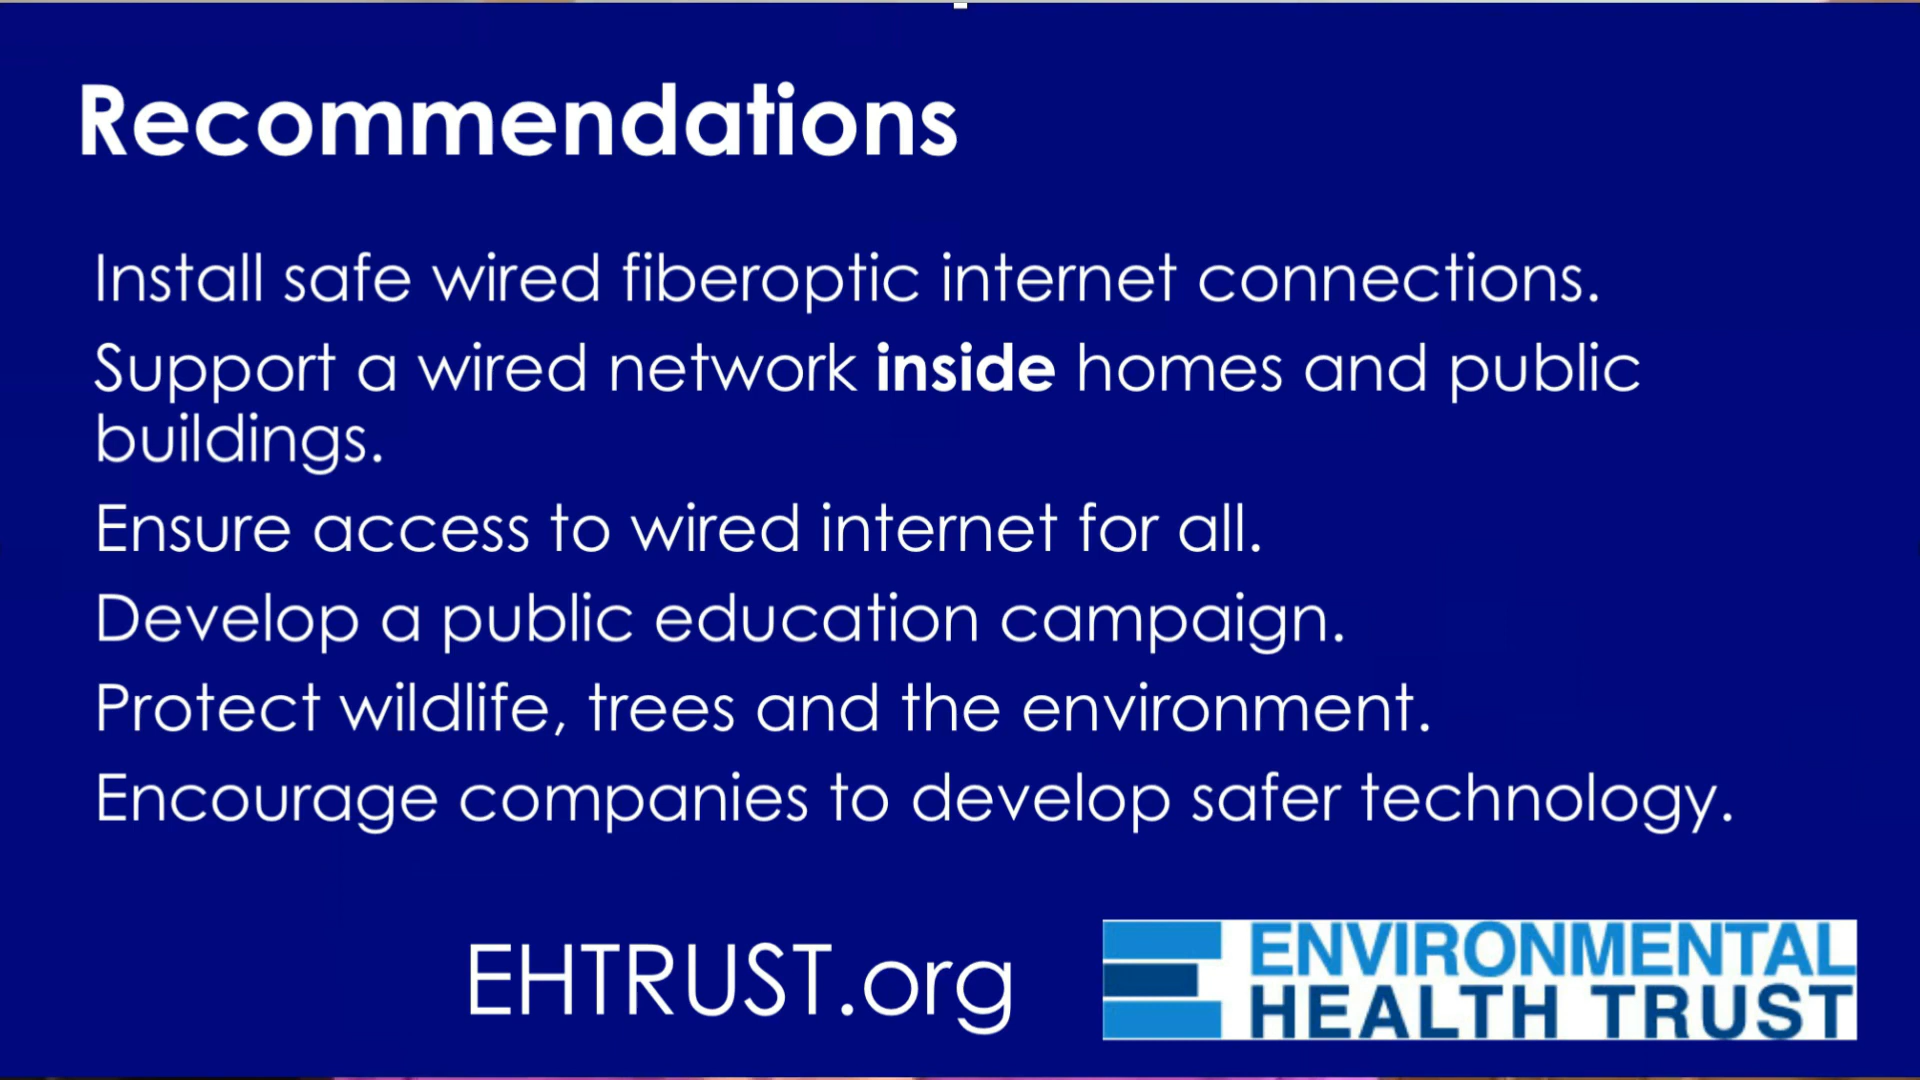 Recommendations
Install safe wired fiberoptic internet connections.
Support a wired network inside homes and public
buildings.
Ensure access to wired internet for all.
Develop a public education campaign.
Protect wildlife, trees and the environment.
Encourage companies to develop safer technology.
EHTRUST.org
ENVIRONMENTAL
HEALTH TRUST